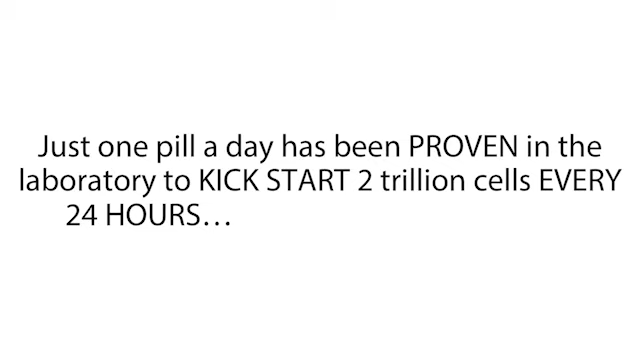 Just one pill a day has been PROVEN in the
laboratory to KICK START 2 trillion cells EVERY
24 HOURS…